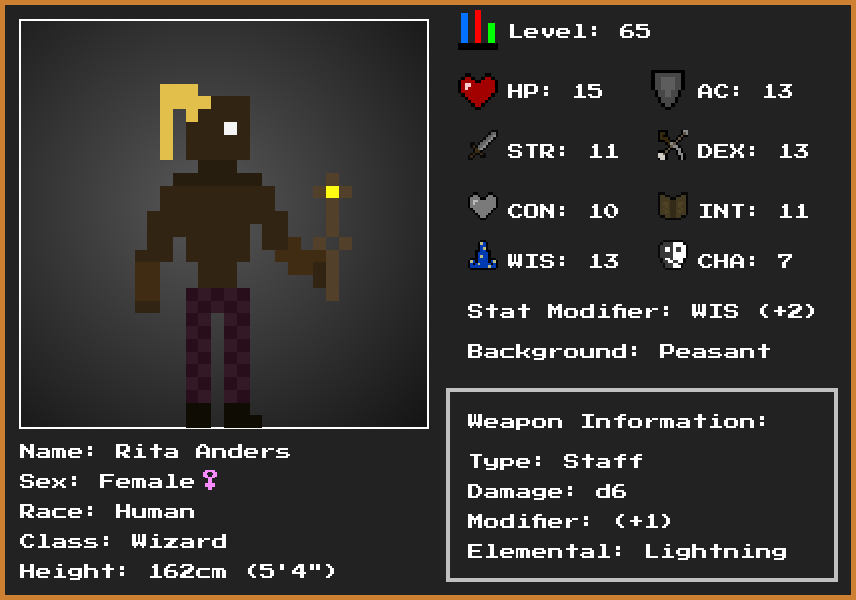 Level: 65
HP: 15
AC: 13
STR: 11
DEX: 13
CON: 10
INT: 11
WIS: 13
CHA: 7
Stat Modifier: WIS (+2)
Background: Peasant
Weapon Information:
Type: Staff
Damage: d6
Modifier: (+1)
Elemental: Lightning
Name: Rita Anders
Sex: Female♀
Race: Human
Class: Wizard
Height: 162cm (5'4")